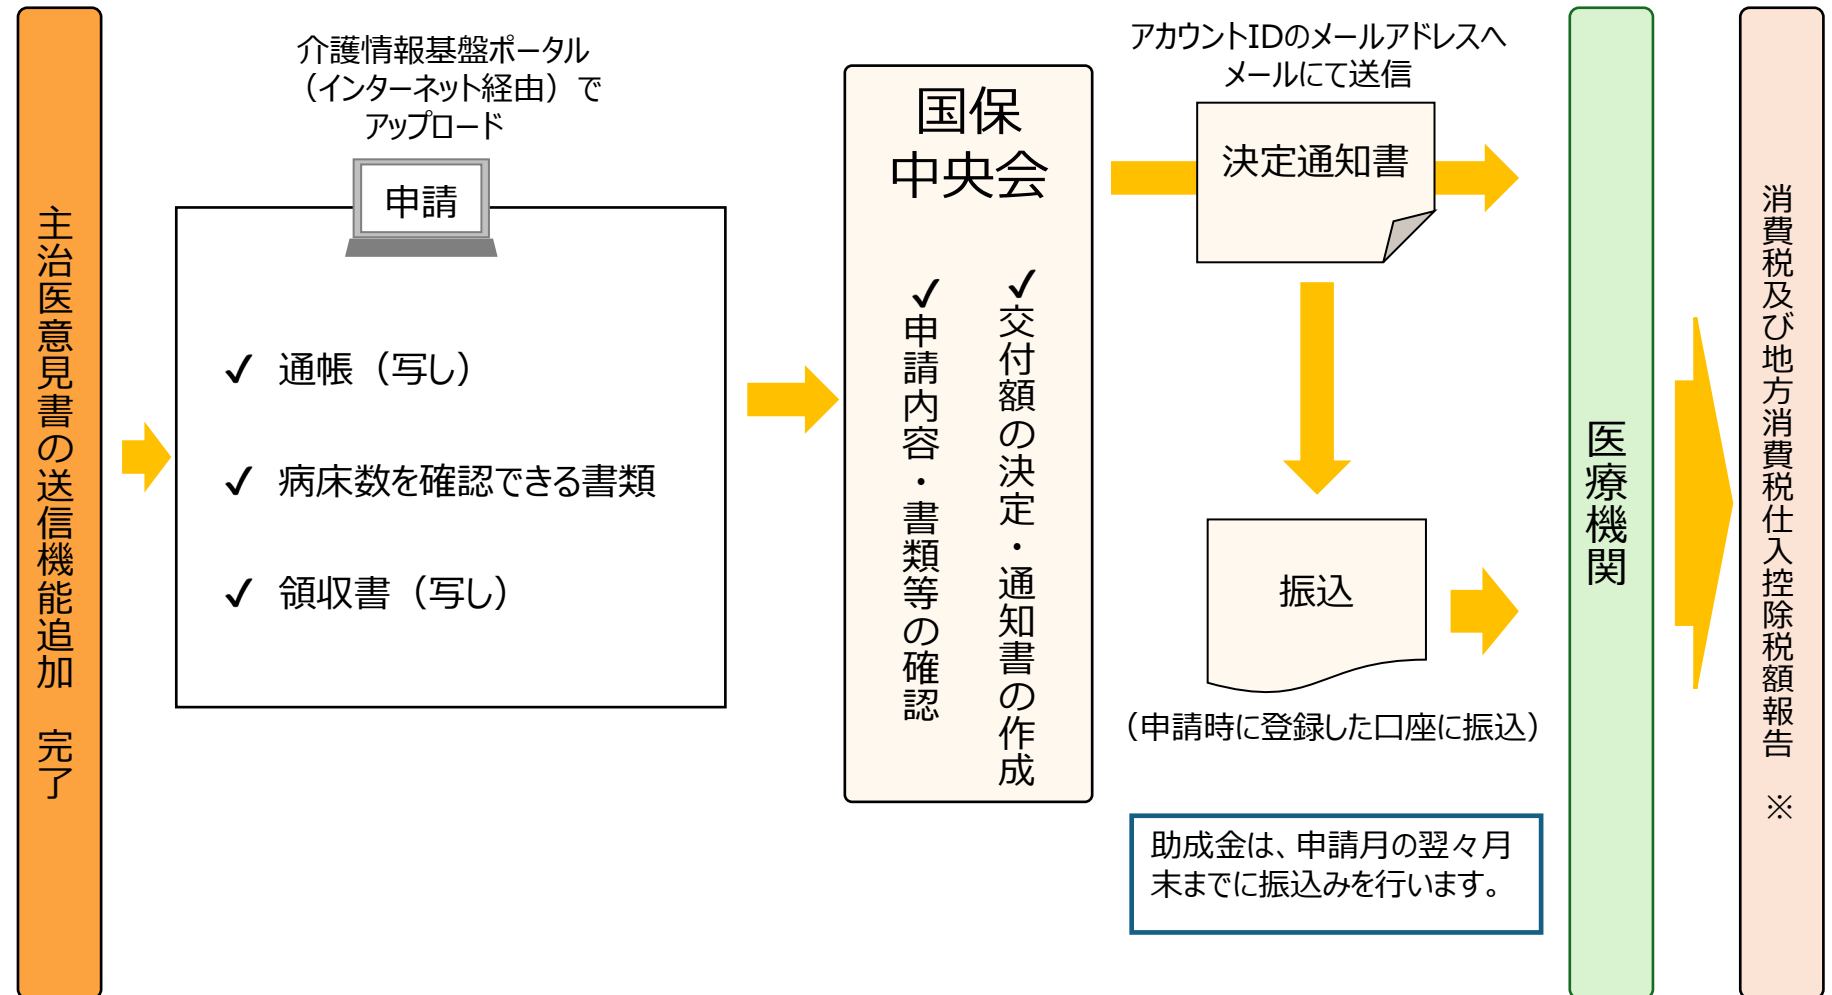 主治医意見書の送信機能追加　完了
介護情報基盤ポータル
（インターネット経由）で
アップロード
申請
✓ 通帳（写し）
✓ 病床数を確認できる書類
✓ 領収書（写し）
国保
中央会
✓交付額の決定・通知書の作成
✓申請内容・書類等の確認
アカウントIDのメールアドレスへ
メールにて送信
決定通知書
振込
（申請時に登録した口座に振込）
助成金は、申請月の翌々月
末までに振込みを行います。
医療機関
消費税及び地方消費税仕入控除税額報告　※